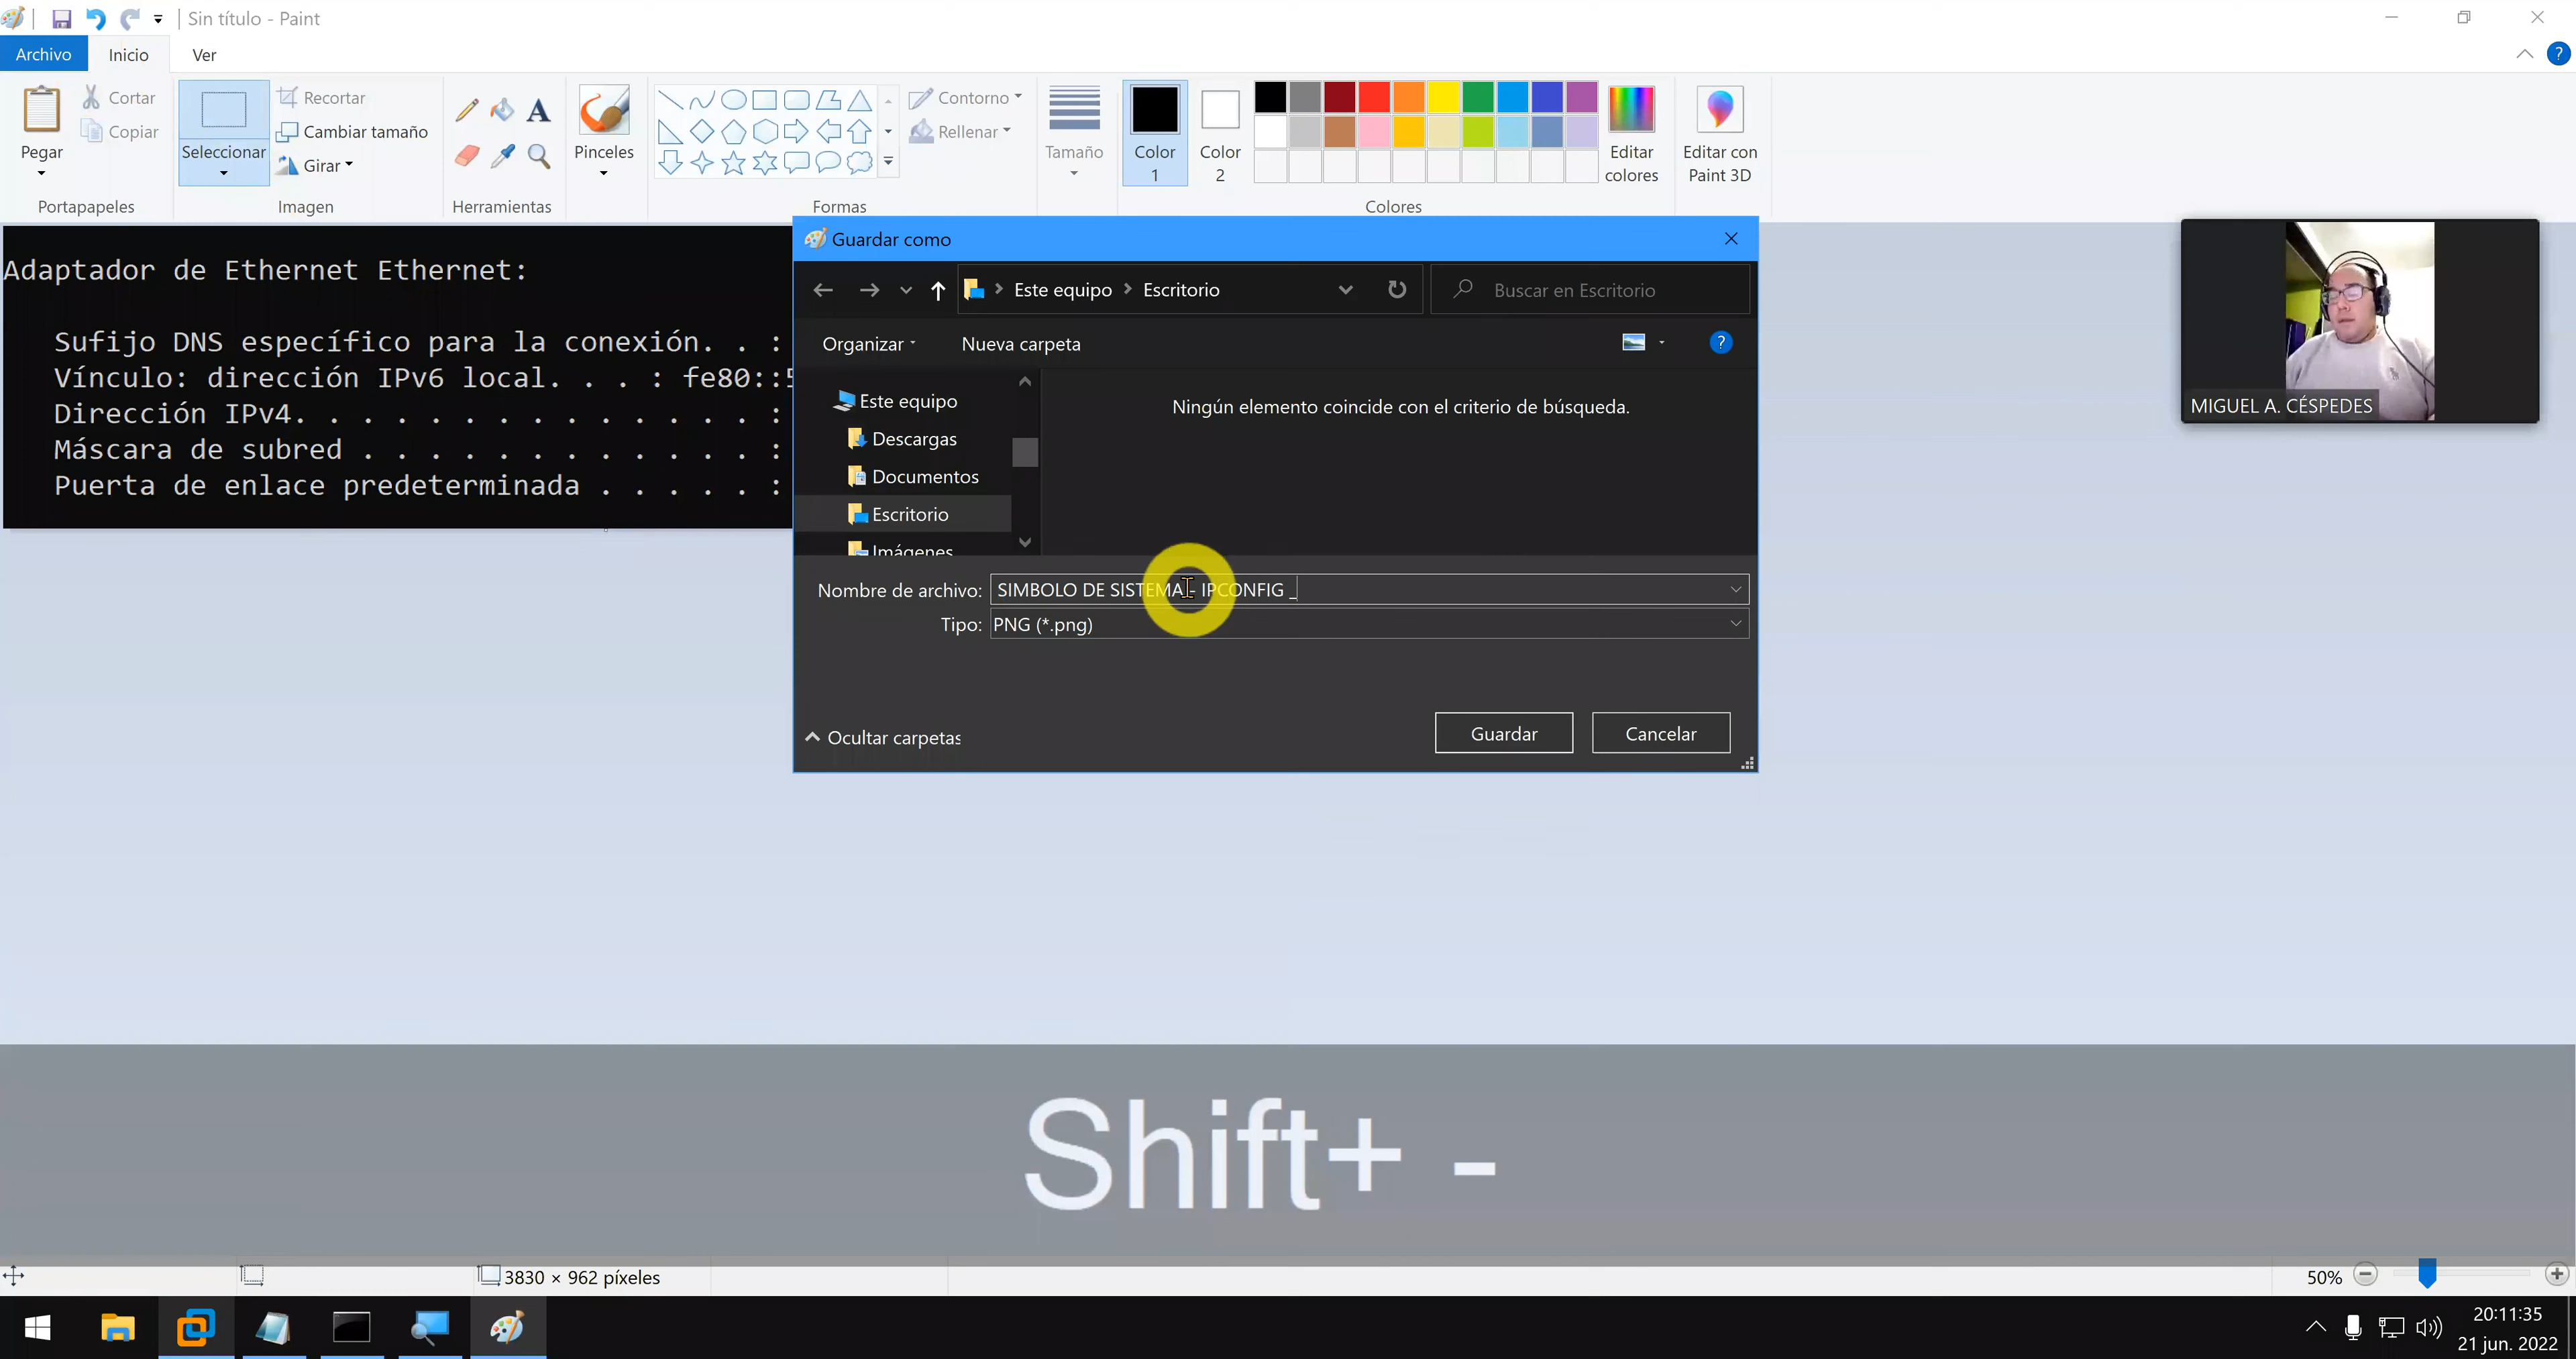 Sin título - Paint
Archivo Inicio Ver
Pegar
Cortar
Copiar
Portapapeles
Seleccionar
Recortar
Cambiar tamaño
Girar
Imagen
A
Herramientas
Pinceles
Formas
Contorno
Rellenar
Tamaño
Color 1
Color 2
Colores
Editar colores
Editar con Paint 3D
?
Adaptador de Ethernet Ethernet:
Sufijo DNS específico para la conexión. . :
Vínculo: dirección IPv6 local. . . : fe80::5
Dirección IPv4. . . . . . . . . . . . . . :
Máscara de subred . . . . . . . . . . . . :
Puerta de enlace predeterminada . . . . . :
Guardar como
Este equipo > Escritorio
Buscar en Escritorio
Organizar
Nueva carpeta
?
Este equipo
Descargas
Documentos
Escritorio
Imágenes
Ningún elemento coincide con el criterio de búsqueda.
Nombre de archivo: SIMBOLO DE SISTEMA - IPCONFIG _
Tipo: PNG (*.png)
Ocultar carpetas
Guardar
Cancelar
MIGUEL A. CÉSPEDES
Shift+ -
3830 × 962 píxeles
50%
20:11:35
21 jun. 2022